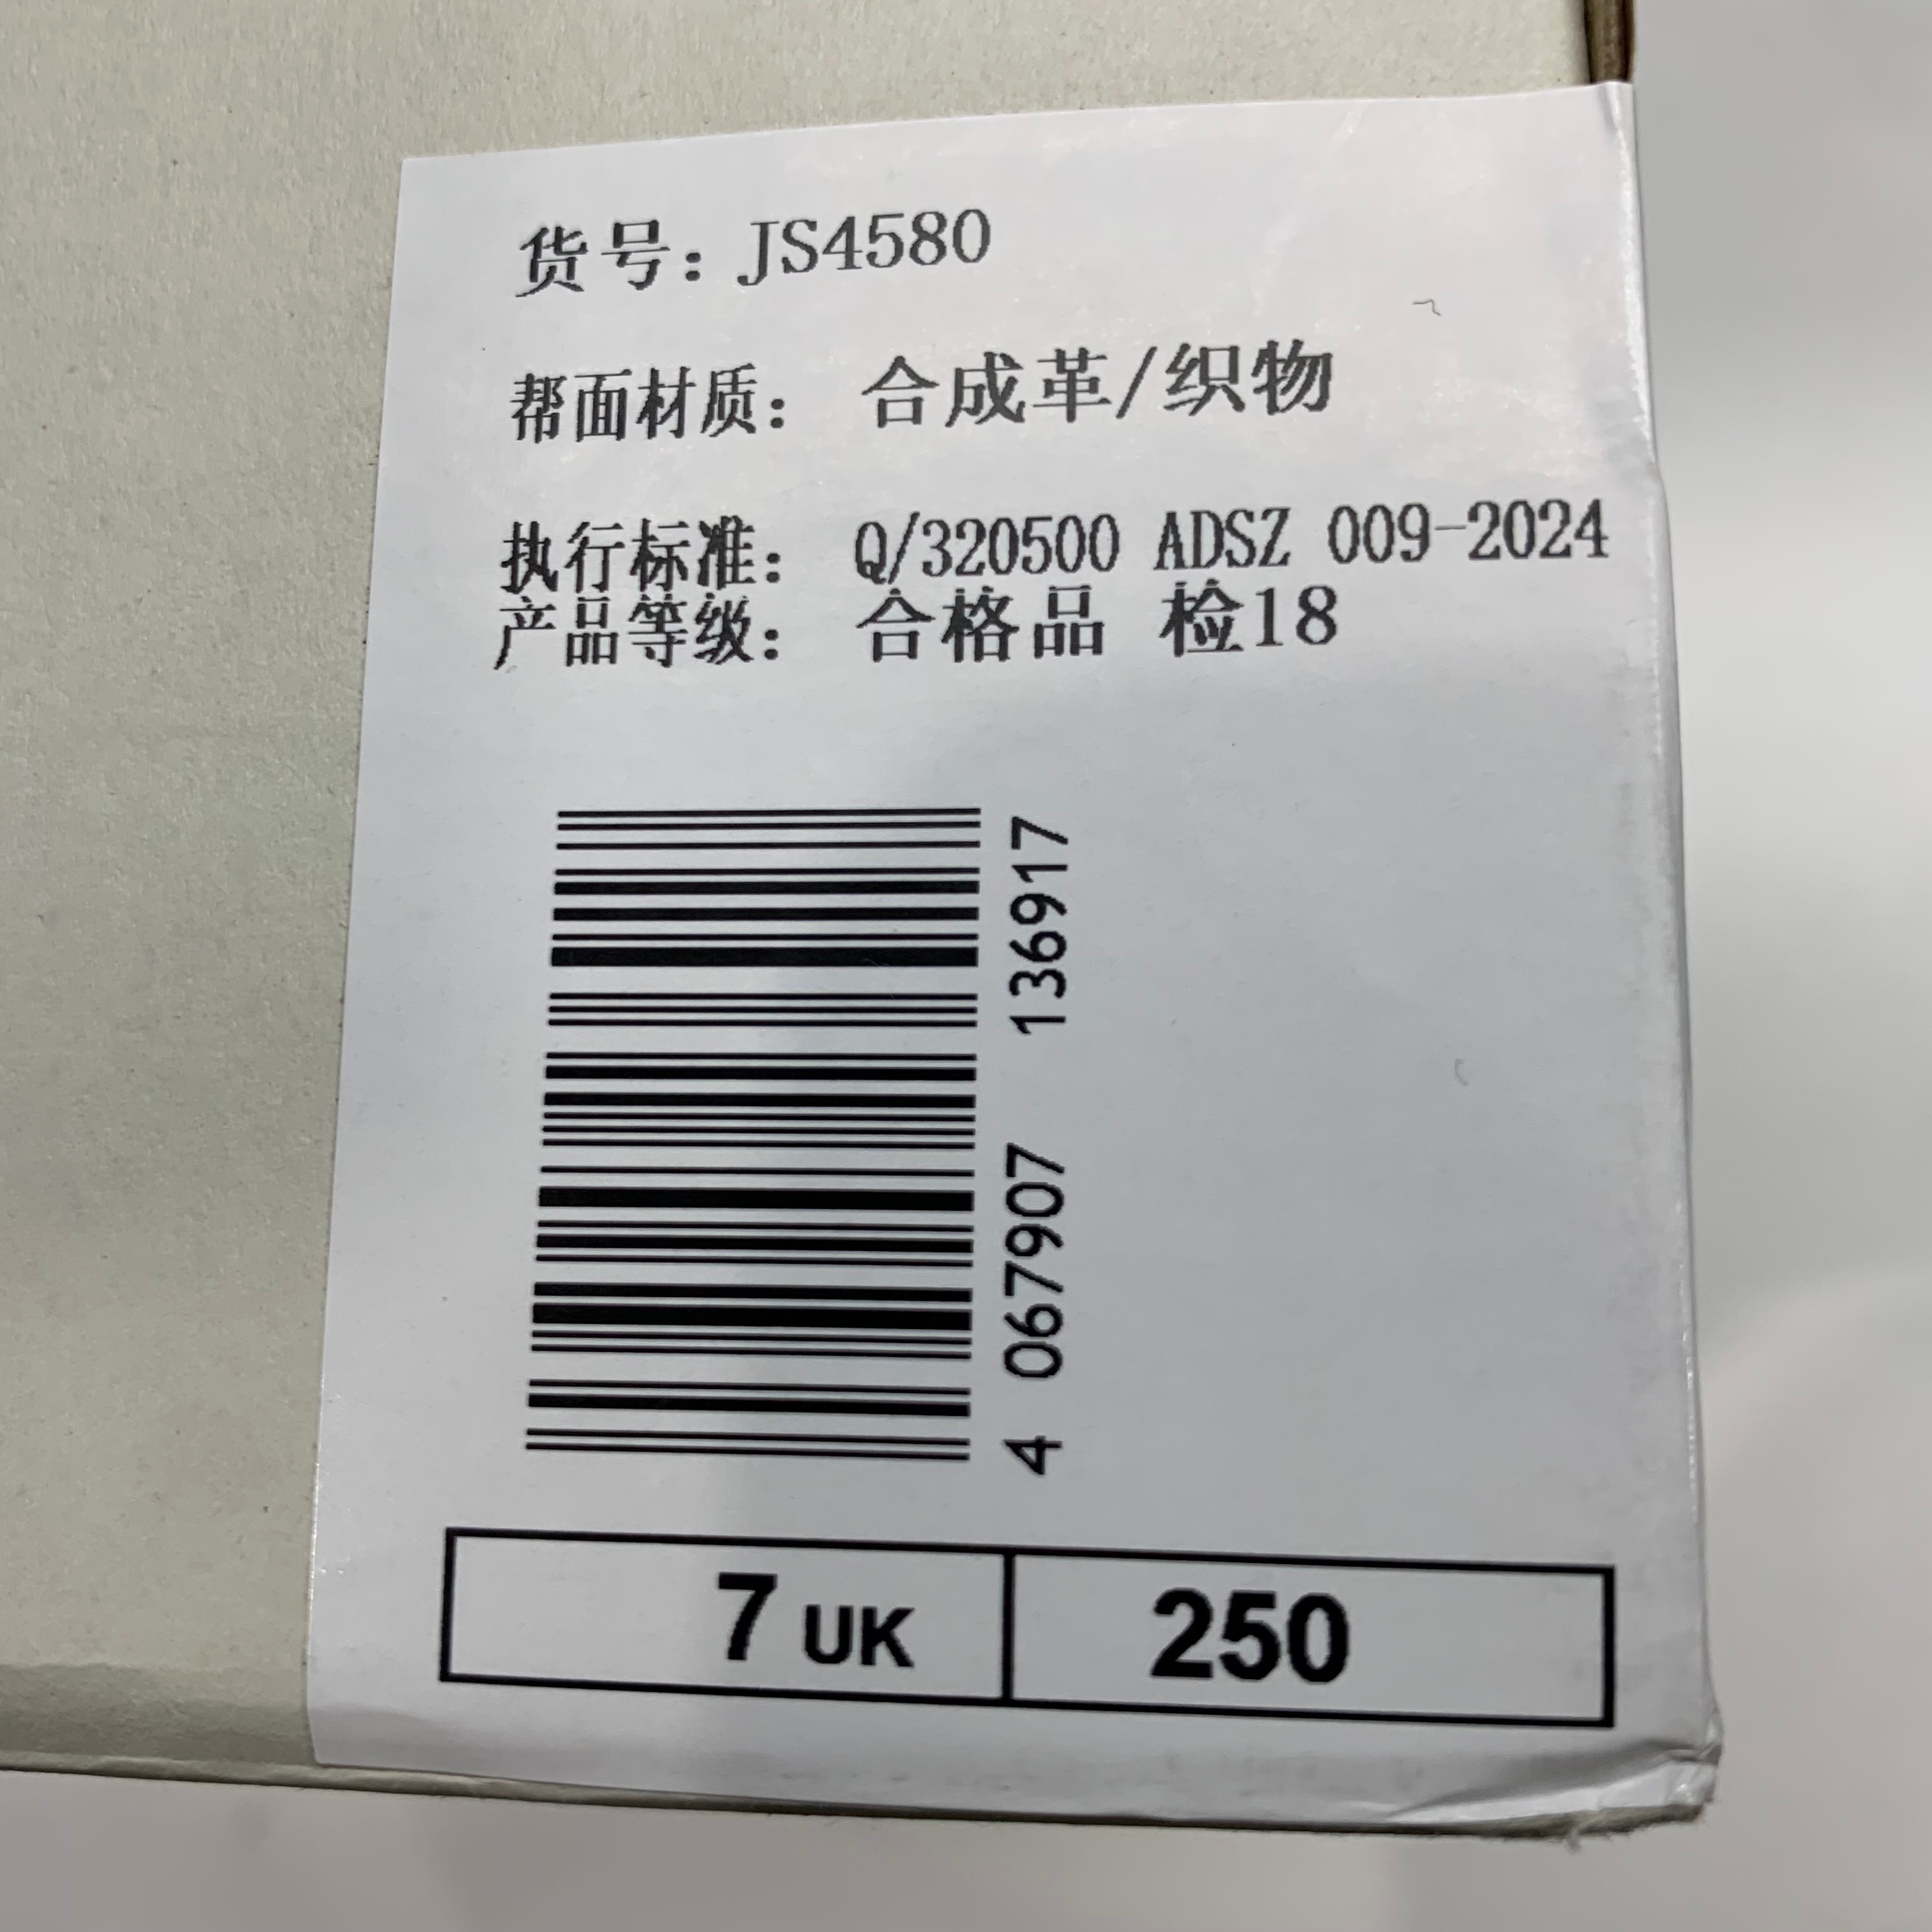 货号：JS4580
帮面材质： 合成革/织物
执行标准： Q/320500 ADSZ 009-2024
产品等级： 合格品 检18
4 067907 136917
7 UK 250